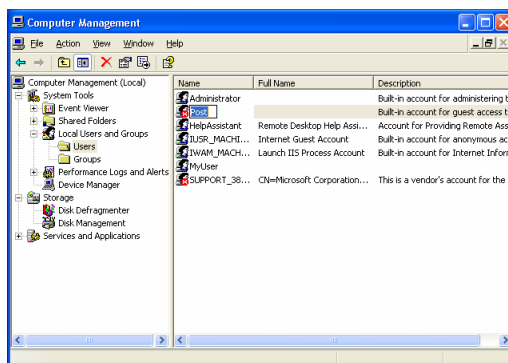 Computer Management
File Action View Window Help
Computer Management (Local)
System Tools
Event Viewer
Shared Folders
Local Users and Groups
Users
Groups
Performance Logs and Alerts
Device Manager
Storage
Disk Defragmenter
Disk Management
Services and Applications
Name Full Name Description
Administrator Built-in account for administering t
Post Built-in account for guest access t
HelpAssistant Remote Desktop Help Assi... Account for Providing Remote Ass
IUSR_MACHI... Internet Guest Account Built-in account for anonymous ac
IWAM_MACH... Launch IIS Process Account Built-in account for Internet Inform
MyUser
SUPPORT_38... CN=Microsoft Corporation... This is a vendor's account for the